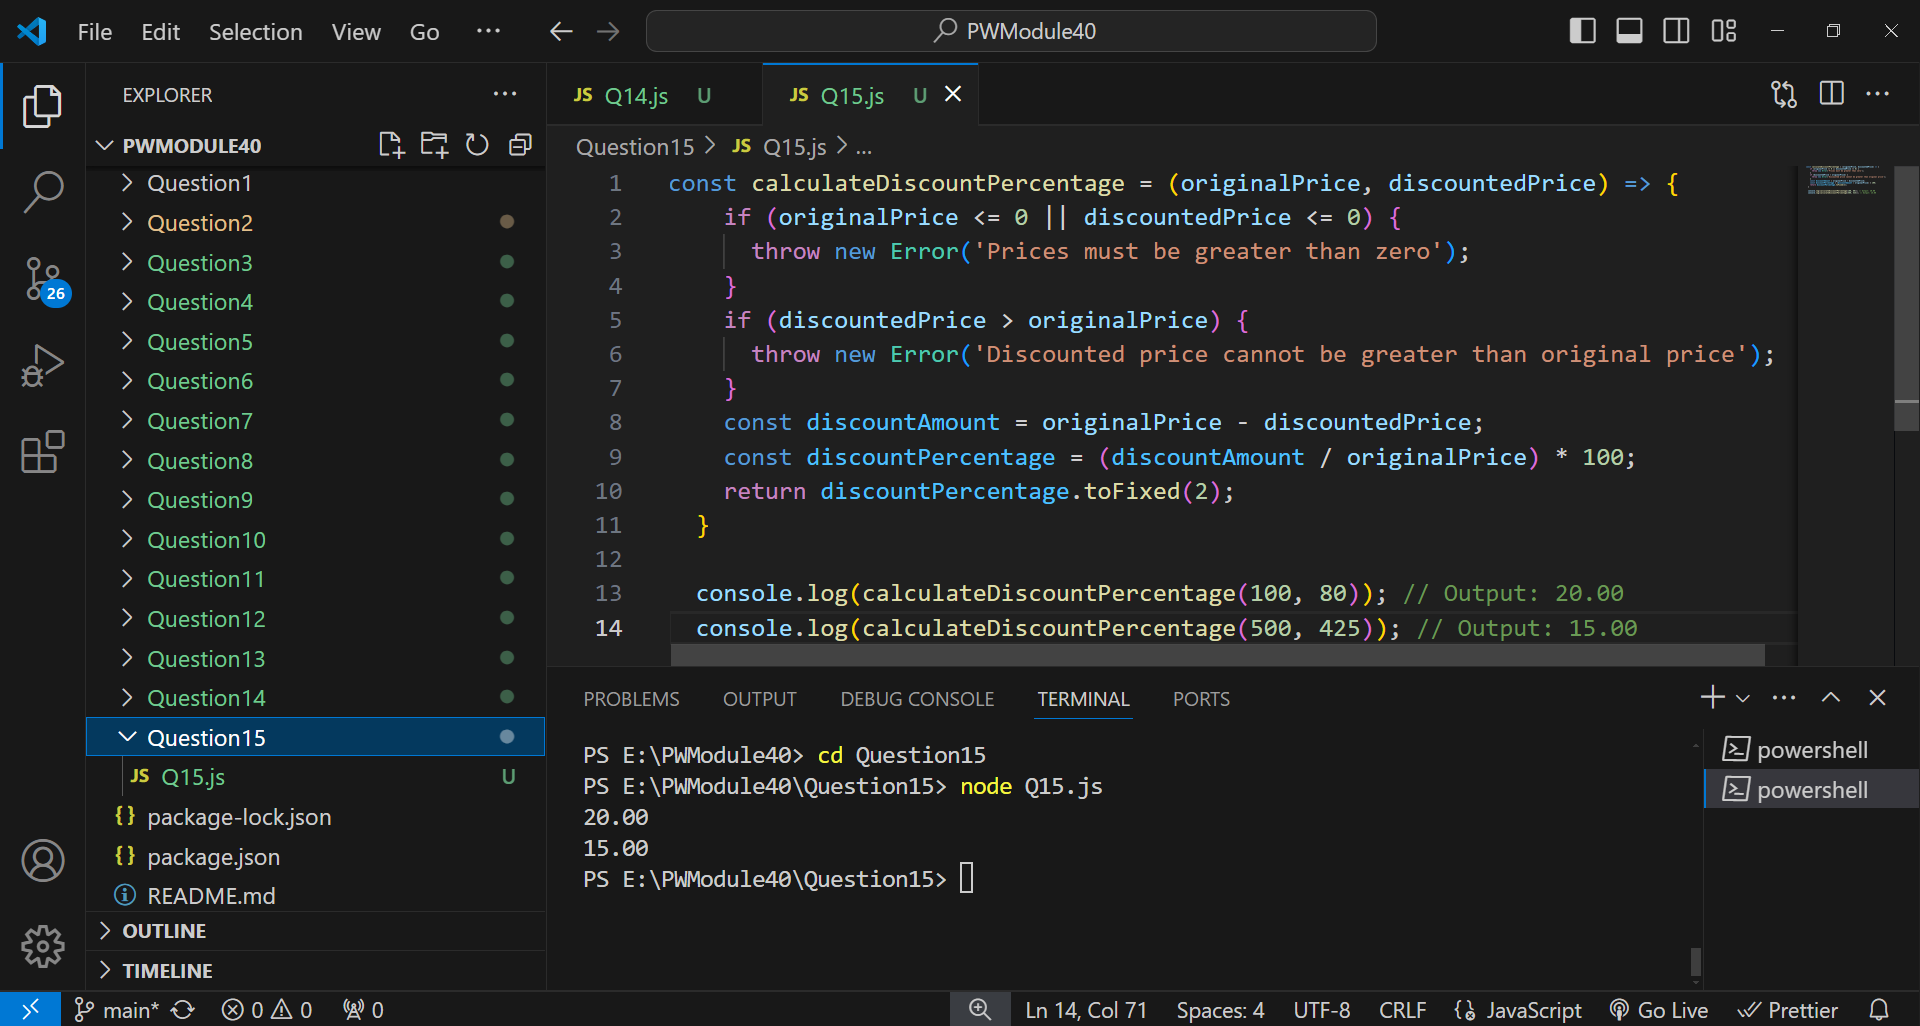 File Edit Selection View Go ··· PWModule40
EXPLORER ···
PWMODULE40
Question1
Question2
Question3
Question4
Question5
Question6
Question7
Question8
Question9
Question10
Question11
Question12
Question13
Question14
Question15
JS Q15.js U
{} package-lock.json
{} package.json
README.md
OUTLINE
TIMELINE
26
JS Q14.js U JS Q15.js U
Question15 > JS Q15.js > ...
1 const calculateDiscountPercentage = (originalPrice, discountedPrice) => {
2 if (originalPrice <= 0 || discountedPrice <= 0) {
3 throw new Error('Prices must be greater than zero');
4 }
5 if (discountedPrice > originalPrice) {
6 throw new Error('Discounted price cannot be greater than original price');
7 }
8 const discountAmount = originalPrice - discountedPrice;
9 const discountPercentage = (discountAmount / originalPrice) * 100;
10 return discountPercentage.toFixed(2);
11 }
12
13 console.log(calculateDiscountPercentage(100, 80)); // Output: 20.00
14 console.log(calculateDiscountPercentage(500, 425)); // Output: 15.00
PROBLEMS OUTPUT DEBUG CONSOLE TERMINAL PORTS
PS E:\PWModule40> cd Question15
PS E:\PWModule40\Question15> node Q15.js
20.00
15.00
PS E:\PWModule40\Question15>
powershell
powershell
main* 0 0 0 Ln 14, Col 71 Spaces: 4 UTF-8 CRLF JavaScript Go Live Prettier